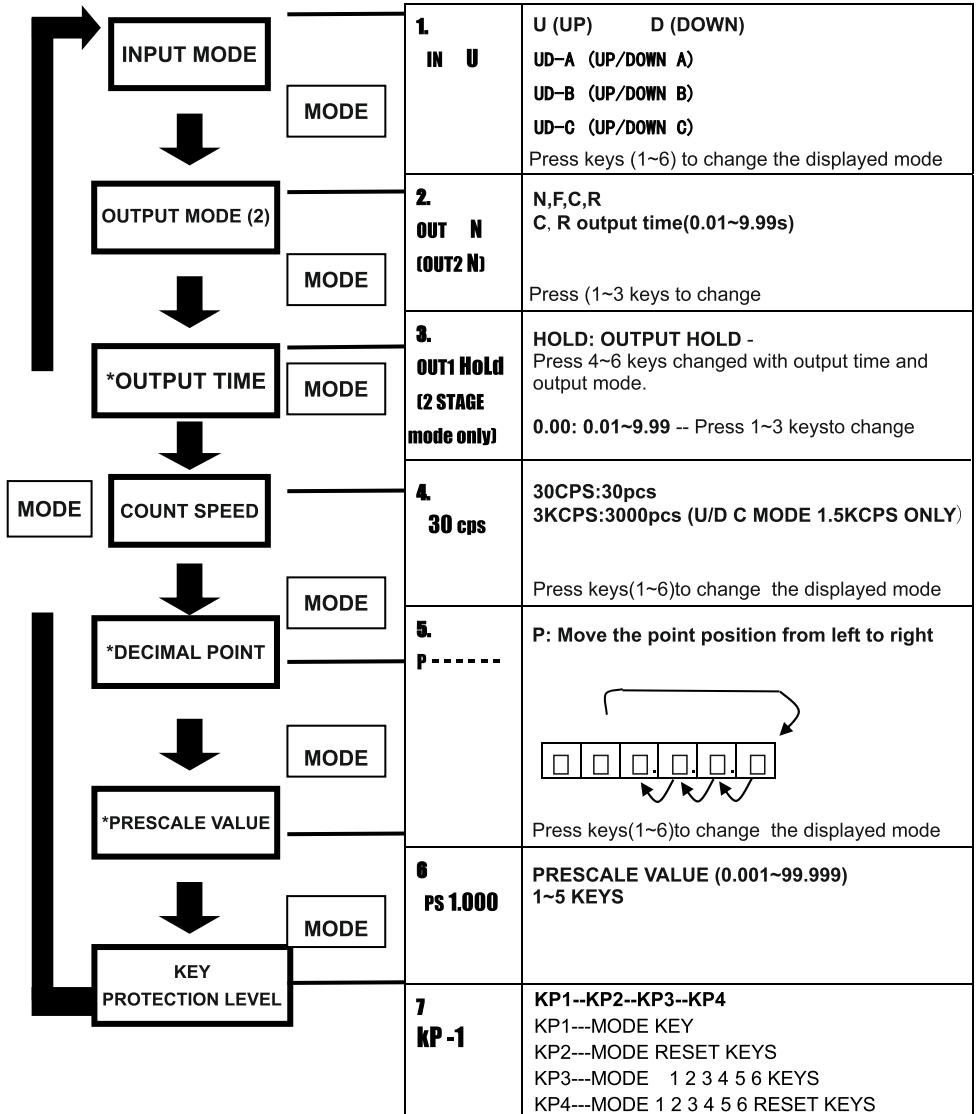 INPUT MODE
MODE
OUTPUT MODE (2)
MODE
*OUTPUT TIME
MODE
MODE
COUNT SPEED
MODE
*DECIMAL POINT
MODE
*PRESCALE VALUE
MODE
KEY
PROTECTION LEVEL
1.
IN U
U (UP) D (DOWN)
UD-A (UP/DOWN A)
UD-B (UP/DOWN B)
UD-C (UP/DOWN C)
Press keys (1~6) to change the displayed mode
2.
OUT N
(OUT2 N)
N,F,C,R
C, R output time(0.01~9.99s)
Press (1~3 keys to change
3.
OUT1 HoLd
(2 STAGE
mode only)
HOLD: OUTPUT HOLD -
Press 4~6 keys changed with output time and
output mode.
0.00: 0.01~9.99 -- Press 1~3 keysto change
4.
30 cps
30CPS:30pcs
3KCPS:3000pcs (U/D C MODE 1.5KCPS ONLY)
Press keys(1~6)to change the displayed mode
5.
P ------
P: Move the point position from left to right
Press keys(1~6)to change the displayed mode
6
PS 1.000
PRESCALE VALUE (0.001~99.999)
1~5 KEYS
7
kP -1
KP1--KP2--KP3--KP4
KP1---MODE KEY
KP2---MODE RESET KEYS
KP3---MODE 1 2 3 4 5 6 KEYS
KP4---MODE 1 2 3 4 5 6 RESET KEYS